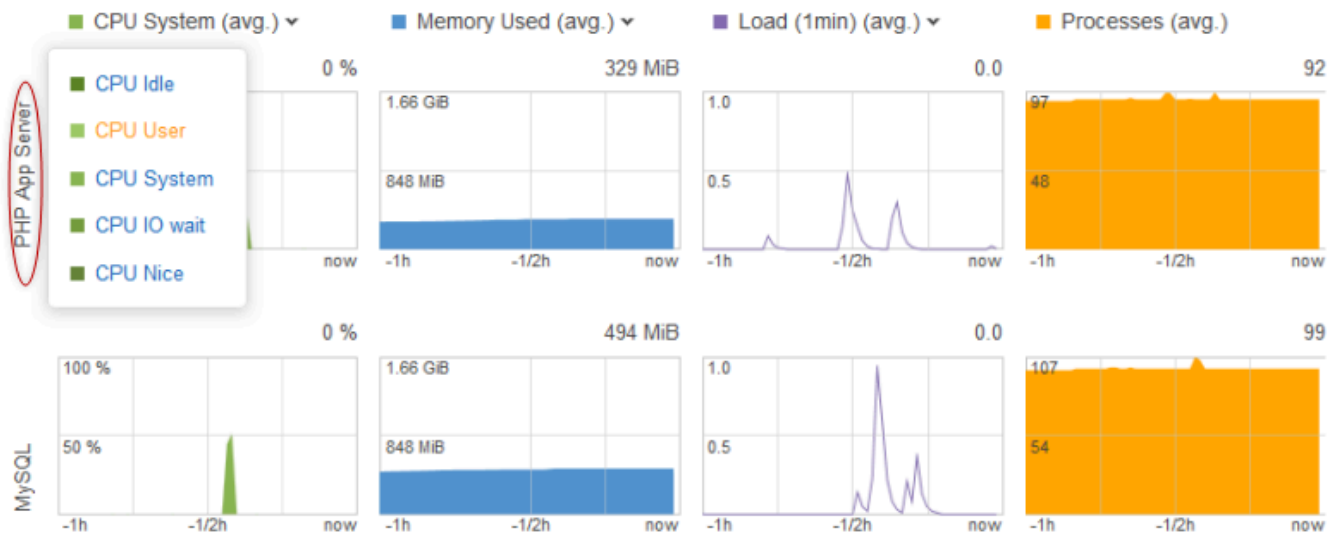 CPU System (avg.) Memory Used (avg.) Load (1min) (avg.) Processes (avg.)
PHP App Server
CPU Idle
CPU User
CPU System
CPU IO wait
CPU Nice
0 %
now
329 MiB
1.66 GiB
848 MiB
-1h -1/2h now
0.0
1.0
0.5
-1h -1/2h now
92
97
48
-1h -1/2h now
MySQL
0 %
100 %
50 %
-1h -1/2h now
494 MiB
1.66 GiB
848 MiB
-1h -1/2h now
0.0
1.0
0.5
-1h -1/2h now
99
107
54
-1h -1/2h now